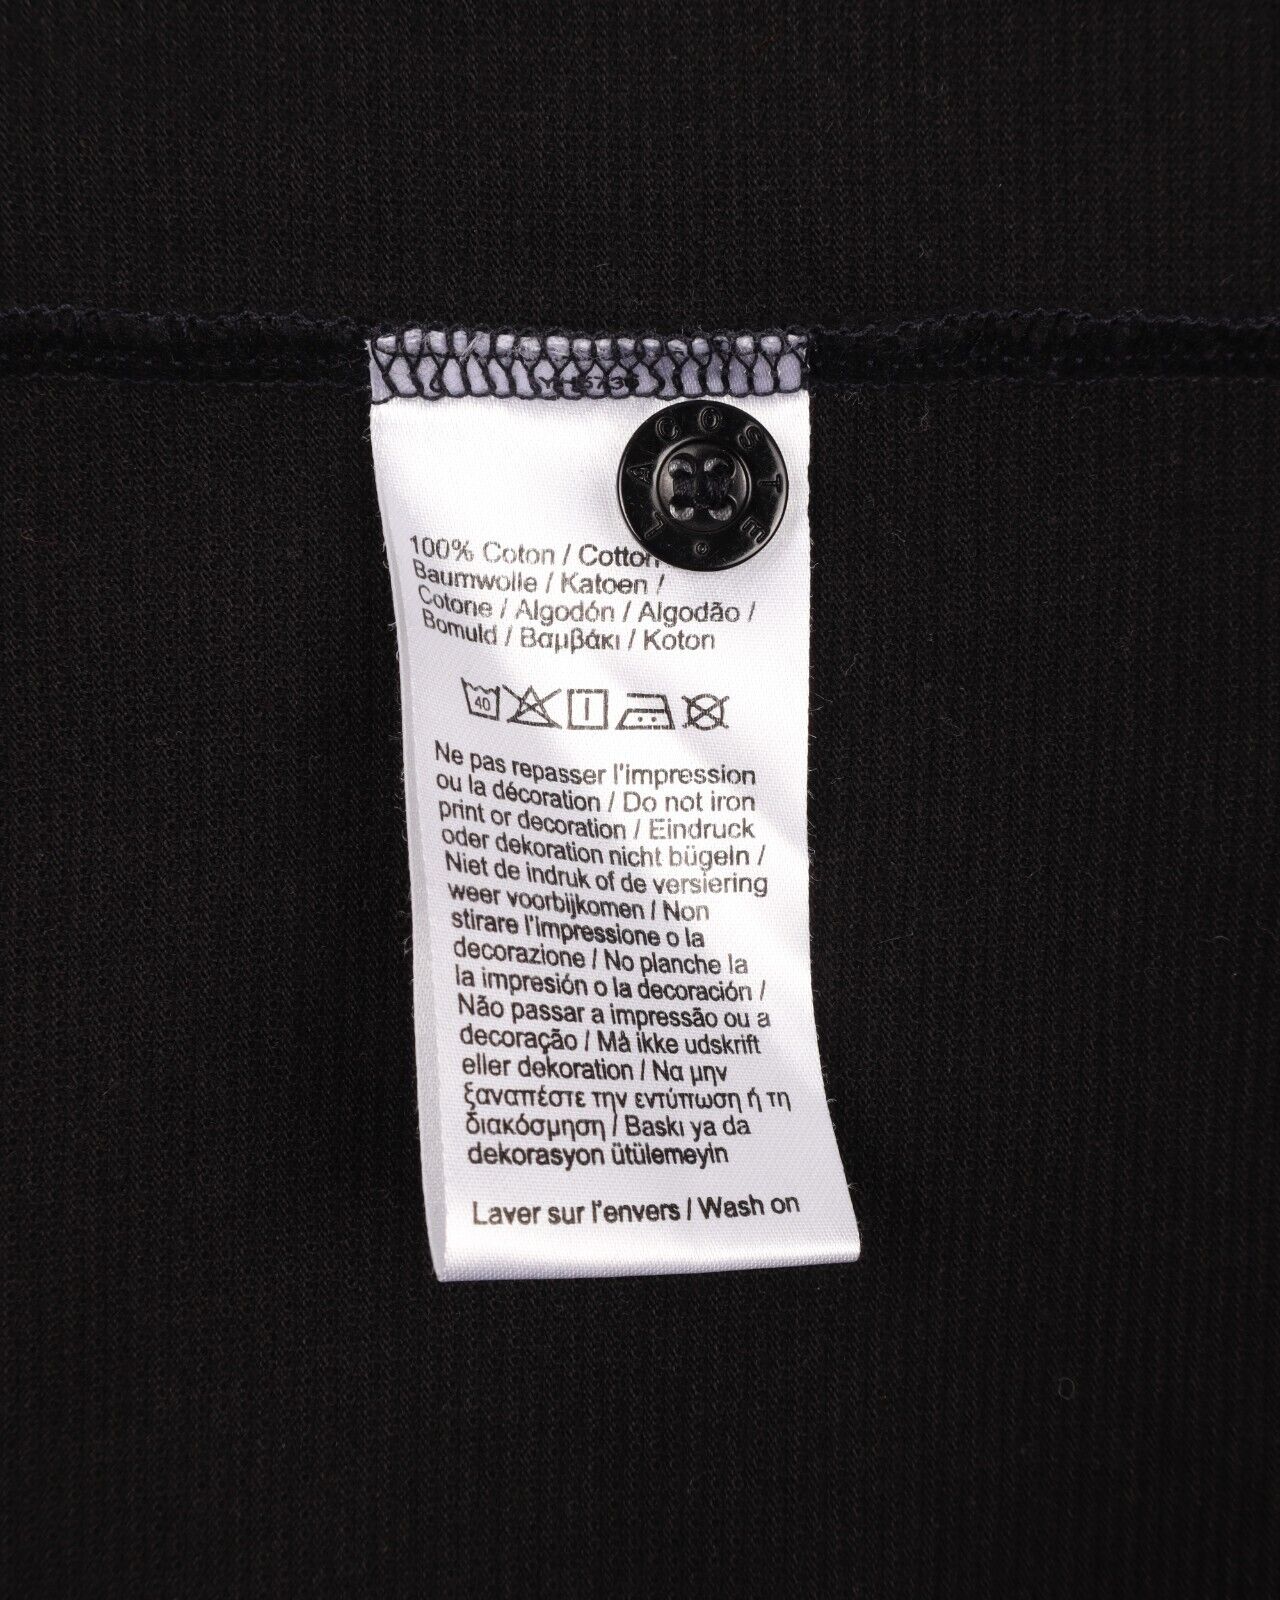 LACOSTE
100% Coton / Cotton
Baumwolle / Katoen /
Cotone / Algodón / Algodão /
Bomuld / Βαμβάκι / Koton
40
Ne pas repasser l'impression
ou la décoration / Do not iron
print or decoration / Eindruck
oder dekoration nicht bügeln /
Niet de indruk of de versiering
weer voorbijkomen / Non
stirare l'impressione o la
decorazione / No planche la
la impresión o la decoración /
Não passar a impressão ou a
decoração / Må ikke udskrift
eller dekoration / Να μην
ξαναπέστε την εντύπωση ή τη
διακόσμηση / Baskı ya da
dekorasyon ütülemeyin
Laver sur l'envers / Wash on